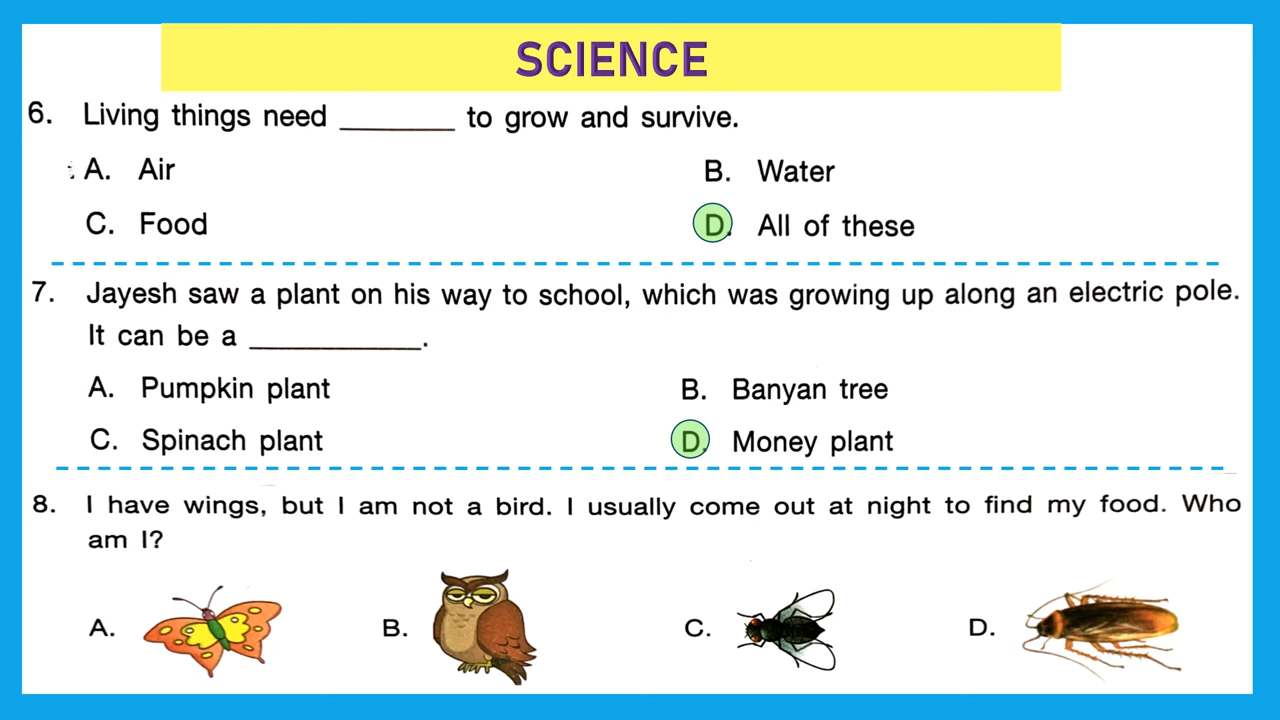 SCIENCE
6. Living things need ________ to grow and survive.
A. Air B. Water
C. Food D. All of these
7. Jayesh saw a plant on his way to school, which was growing up along an electric pole.
It can be a ____________.
A. Pumpkin plant B. Banyan tree
C. Spinach plant D. Money plant
8. I have wings, but I am not a bird. I usually come out at night to find my food. Who
am I?
A. B. C. D.